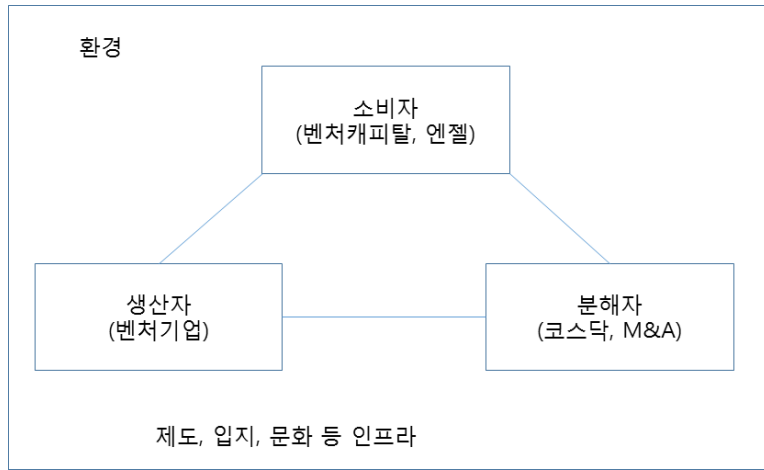 환경
소비자
(벤처캐피탈, 엔젤)
생산자
(벤처기업)
분해자
(코스닥, M&A)
제도, 입지, 문화 등 인프라